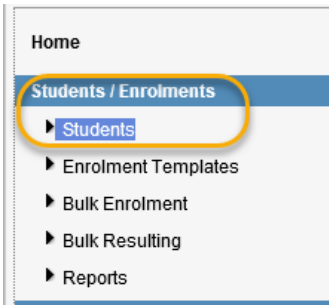 Home
Students / Enrolments
Students
Enrolment Templates
Bulk Enrolment
Bulk Resulting
Reports